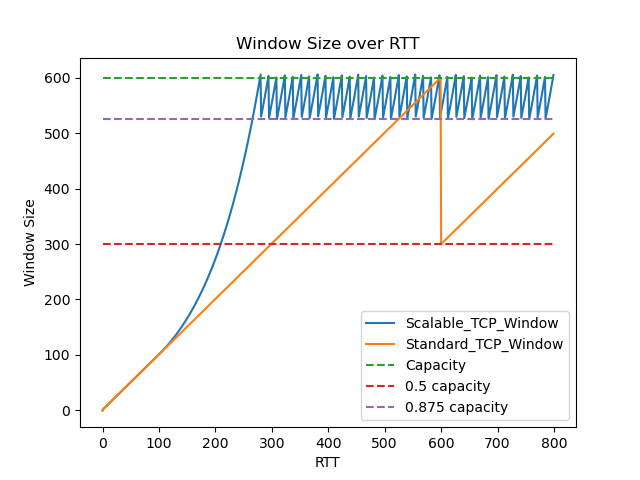 Window Size over RTT
Window Size
600
500
400
300
200
100
0
0 100 200 300 400 500 600 700 800
RTT
Scalable_TCP_Window
Standard_TCP_Window
Capacity
0.5 capacity
0.875 capacity